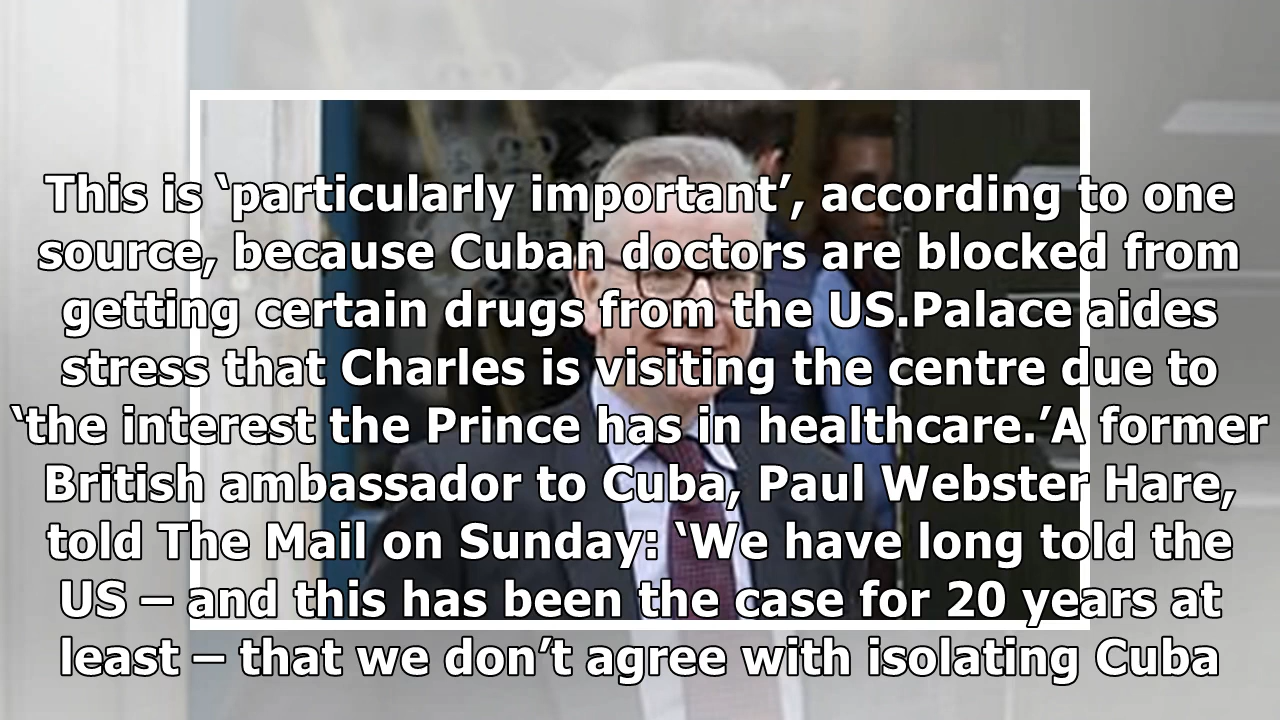 This is ‘particularly important’, according to one
source, because Cuban doctors are blocked from
getting certain drugs from the US.Palace aides
stress that Charles is visiting the centre due to
‘the interest the Prince has in healthcare.’A former
British ambassador to Cuba, Paul Webster Hare,
told The Mail on Sunday: ‘We have long told the
US – and this has been the case for 20 years at
least – that we don’t agree with isolating Cuba